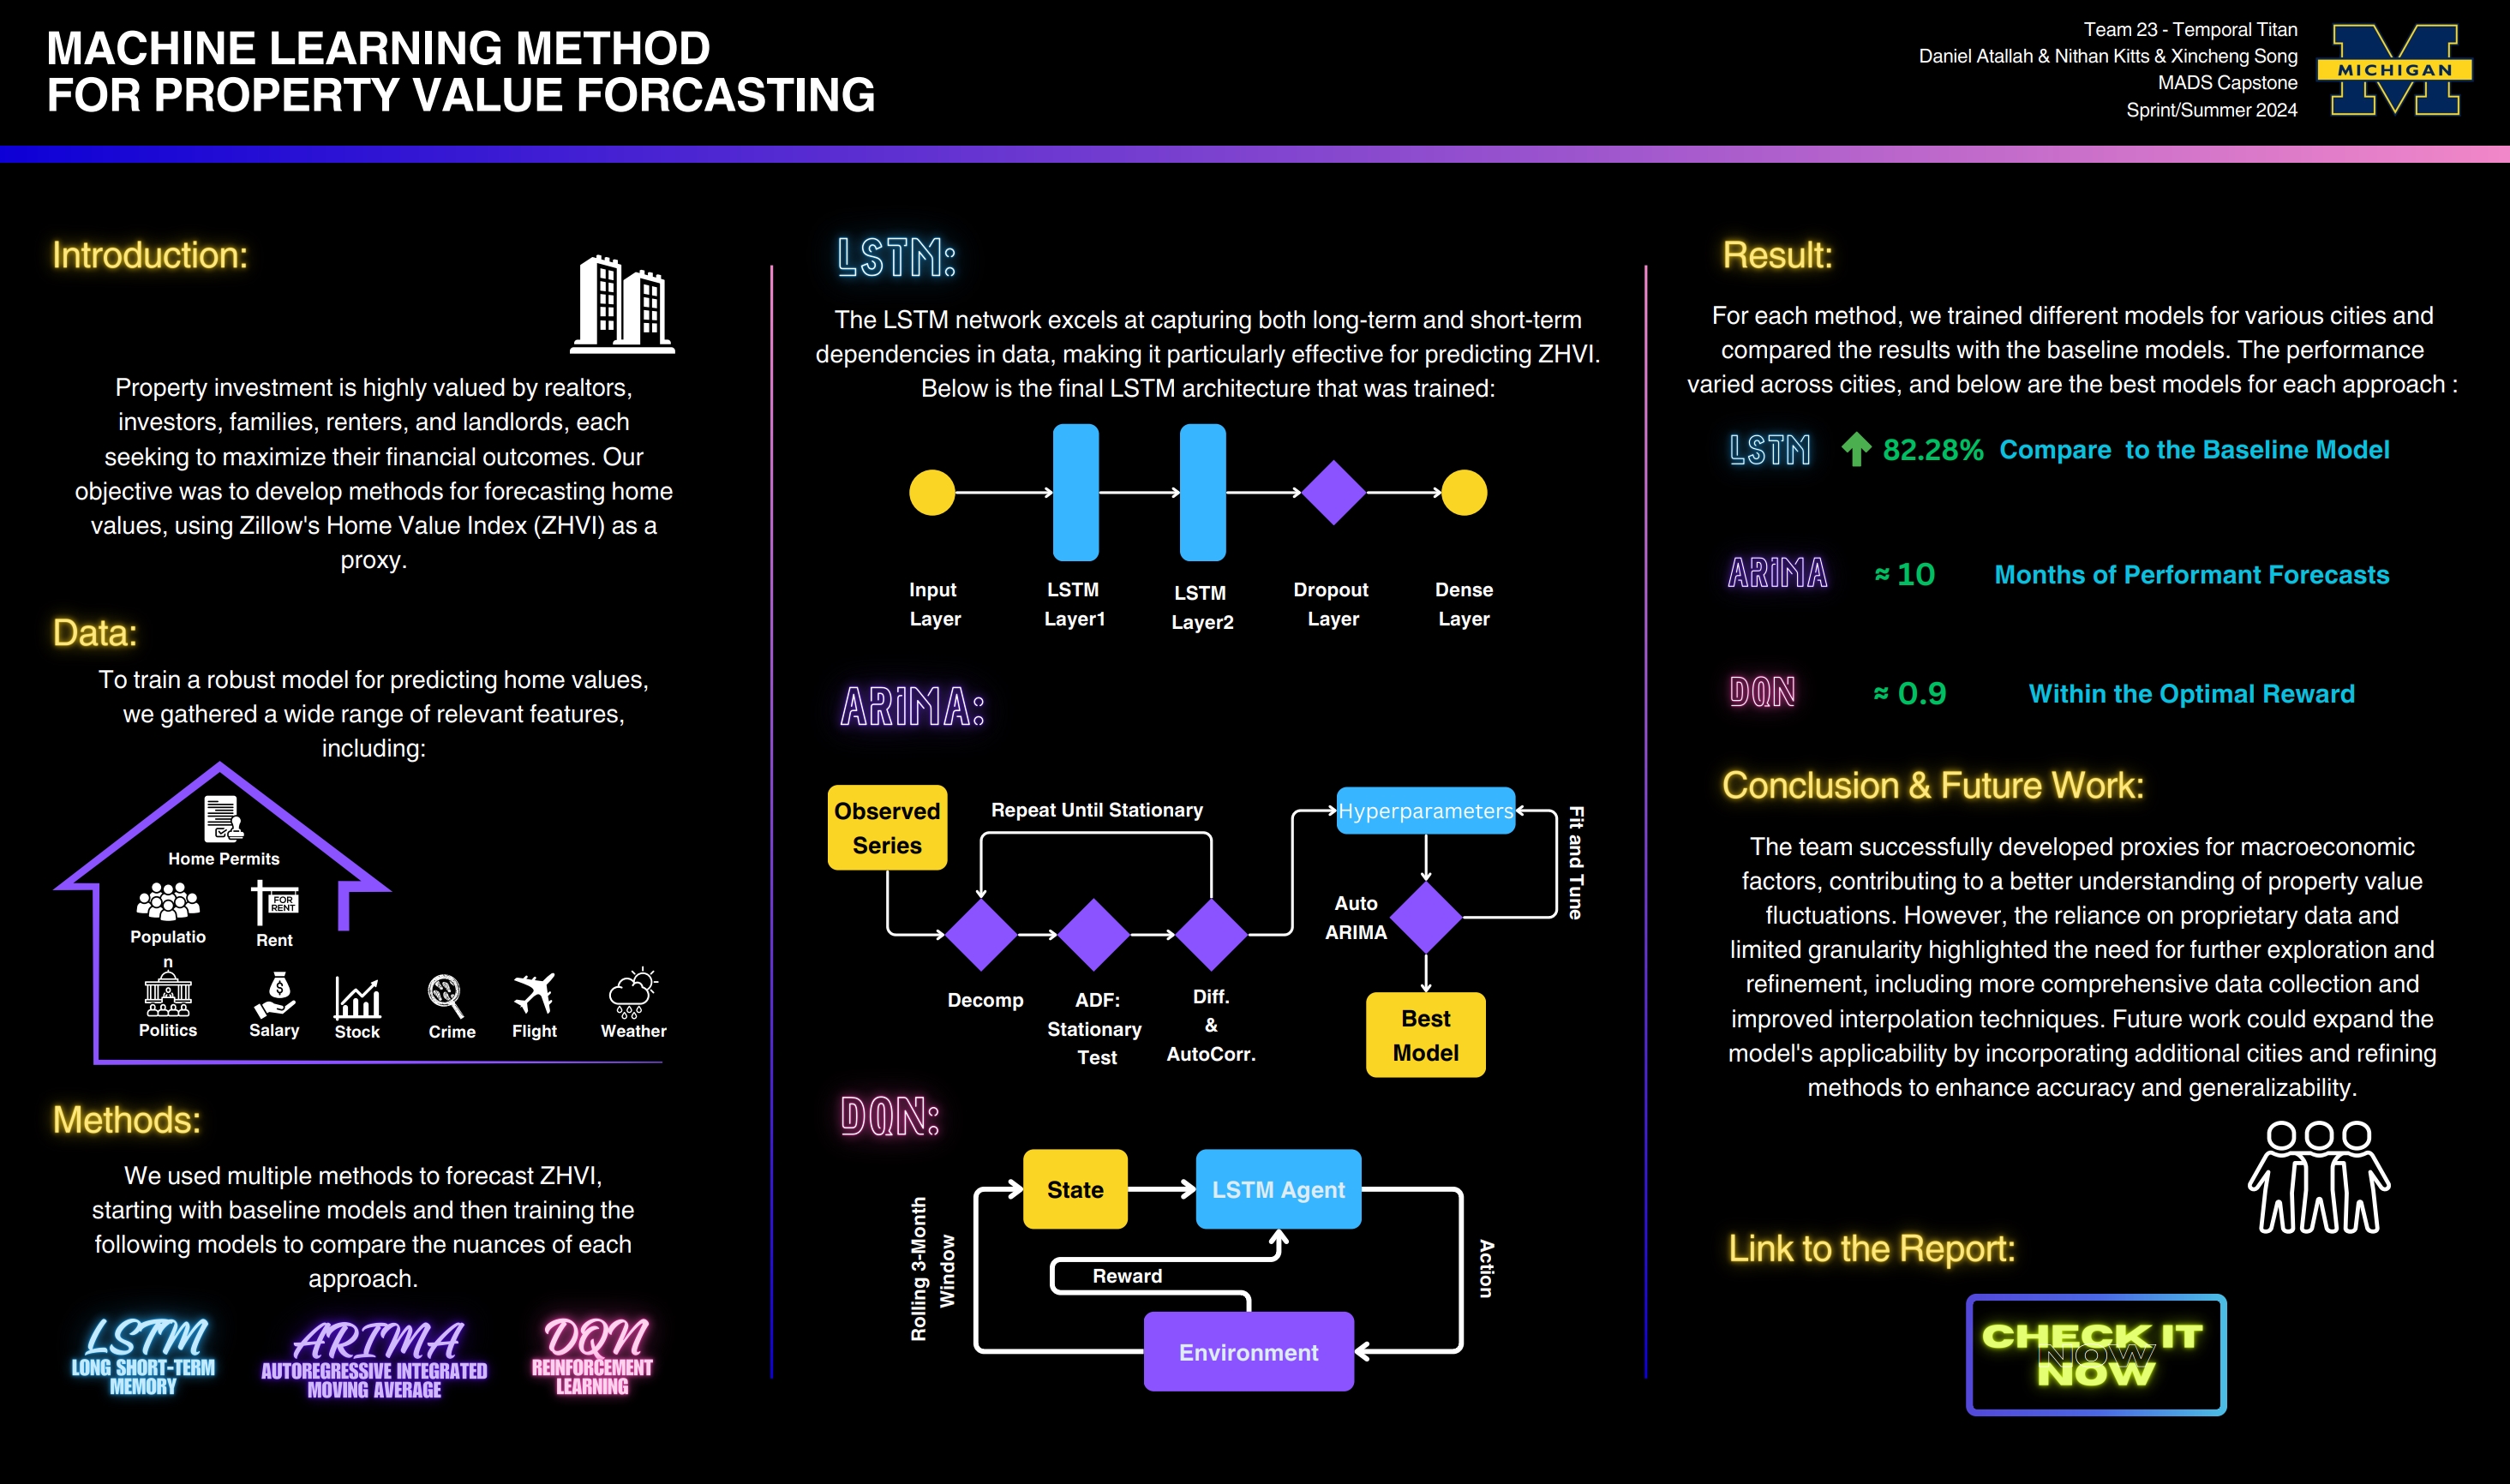 MACHINE LEARNING METHOD
FOR PROPERTY VALUE FORCASTING
Team 23 - Temporal Titan
Daniel Atallah & Nithan Kitts & Xincheng Song
MADS Capstone
Sprint/Summer 2024
MICHIGAN
Introduction:
Property investment is highly valued by realtors,
investors, families, renters, and landlords, each
seeking to maximize their financial outcomes. Our
objective was to develop methods for forecasting home
values, using Zillow's Home Value Index (ZHVI) as a
proxy.
Data:
To train a robust model for predicting home values,
we gathered a wide range of relevant features,
including:
Home Permits
Populatio
n
FOR
RENT
Rent
Politics
Salary
Stock
Crime
Flight
Weather
Methods:
We used multiple methods to forecast ZHVI,
starting with baseline models and then training the
following models to compare the nuances of each
approach.
LSTM
LONG SHORT-TERM
MEMORY
ARIMA
AUTOREGRESSIVE INTEGRATED
MOVING AVERAGE
DQN
REINFORCEMENT
LEARNING
LSTM:
The LSTM network excels at capturing both long-term and short-term
dependencies in data, making it particularly effective for predicting ZHVI.
Below is the final LSTM architecture that was trained:
Input
Layer
LSTM
Layer1
LSTM
Layer2
Dropout
Layer
Dense
Layer
ARIMA:
Observed
Series
Repeat Until Stationary
Hyperparameters
Fit and Tune
Auto
ARIMA
Decomp
ADF:
Stationary
Test
Diff.
&
AutoCorr.
Best
Model
DQN:
State
LSTM Agent
Rolling 3-Month
Window
Reward
Action
Environment
Result:
For each method, we trained different models for various cities and
compared the results with the baseline models. The performance
varied across cities, and below are the best models for each approach :
LSTM 82.28% Compare to the Baseline Model
ARIMA ≈ 10 Months of Performant Forecasts
DQN ≈ 0.9 Within the Optimal Reward
Conclusion & Future Work:
The team successfully developed proxies for macroeconomic
factors, contributing to a better understanding of property value
fluctuations. However, the reliance on proprietary data and
limited granularity highlighted the need for further exploration and
refinement, including more comprehensive data collection and
improved interpolation techniques. Future work could expand the
model's applicability by incorporating additional cities and refining
methods to enhance accuracy and generalizability.
Link to the Report:
CHECK IT
NOW
NOW